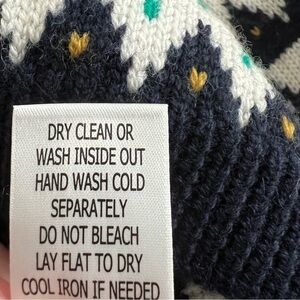 DRY CLEAN OR
WASH INSIDE OUT
HAND WASH COLD
SEPARATELY
DO NOT BLEACH
LAY FLAT TO DRY
COOL IRON IF NEEDED